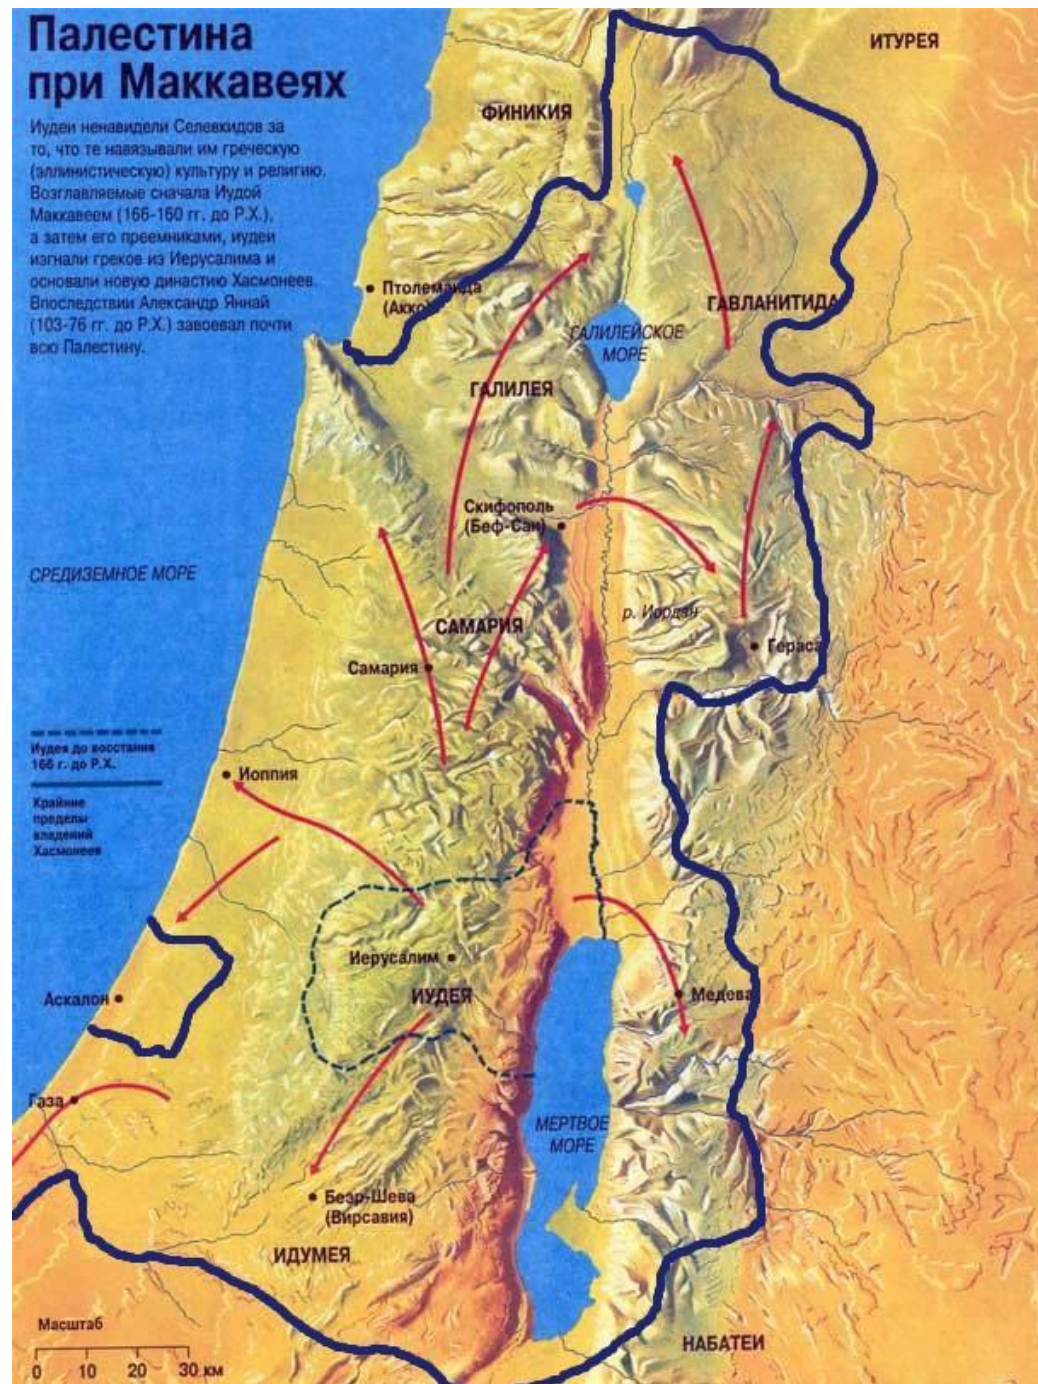 Палестина
при Маккавеях
Иудеи ненавидели Селевкидов за
то, что те навязывали им греческую
(эллинистическую) культуру и религию.
Возглавляемые сначала Иудой
Маккавеем (166-160 гг. до Р.Х.),
а затем его преемниками, иудеи
изгнали греков из Иерусалима и
основали новую династию Хасмонеев.
Впоследствии Александр Яннай
(103-76 гг. до Р.Х.) завоевал почти
всю Палестину.
ИТУРЕЯ
ФИНИКИЯ
Птолемаида
(Акко)
ГАВЛАНИТИДА
ГАЛИЛЕЙСКОЕ
МОРЕ
ГАЛИЛЕЯ
Скифополь
(Беф-Сан)
СРЕДИЗЕМНОЕ МОРЕ
р. Иордан
САМАРИЯ
Гераса
Самария
Иудея до восстания
166 г. до Р.Х.
Крайние
пределы
владений
Хасмонеев
Иоппия
Иерусалим
ИУДЕЯ
Аскалон
Медева
Газа
МЕРТВОЕ
МОРЕ
Беэр-Шева
(Вирсавия)
ИДУМЕЯ
НАБАТЕИ
Масштаб
0 10 20 30 км